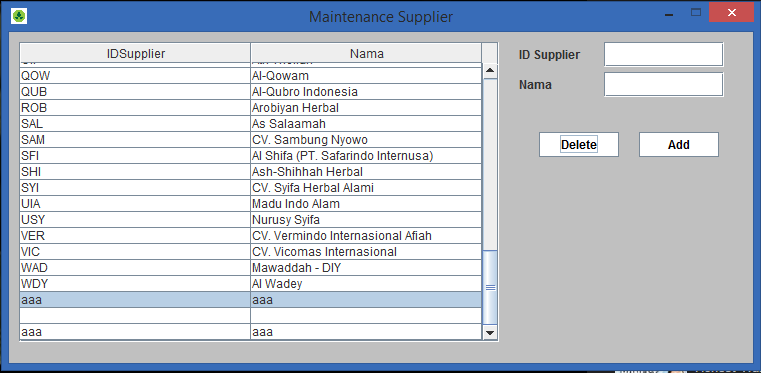 Maintenance Supplier
IDSupplier Nama
QOW Al-Qowam
QUB Al-Qubro Indonesia
ROB Arobiyan Herbal
SAL As Salaamah
SAM CV. Sambung Nyowo
SFI Al Shifa (PT. Safarindo Internusa)
SHI Ash-Shihhah Herbal
SYI CV. Syifa Herbal Alami
UIA Madu Indo Alam
USY Nurusy Syifa
VER CV. Vermindo Internasional Afiah
VIC CV. Vicomas Internasional
WAD Mawaddah - DIY
WDY Al Wadey
aaa aaa
aaa aaa
ID Supplier
Nama
Delete Add